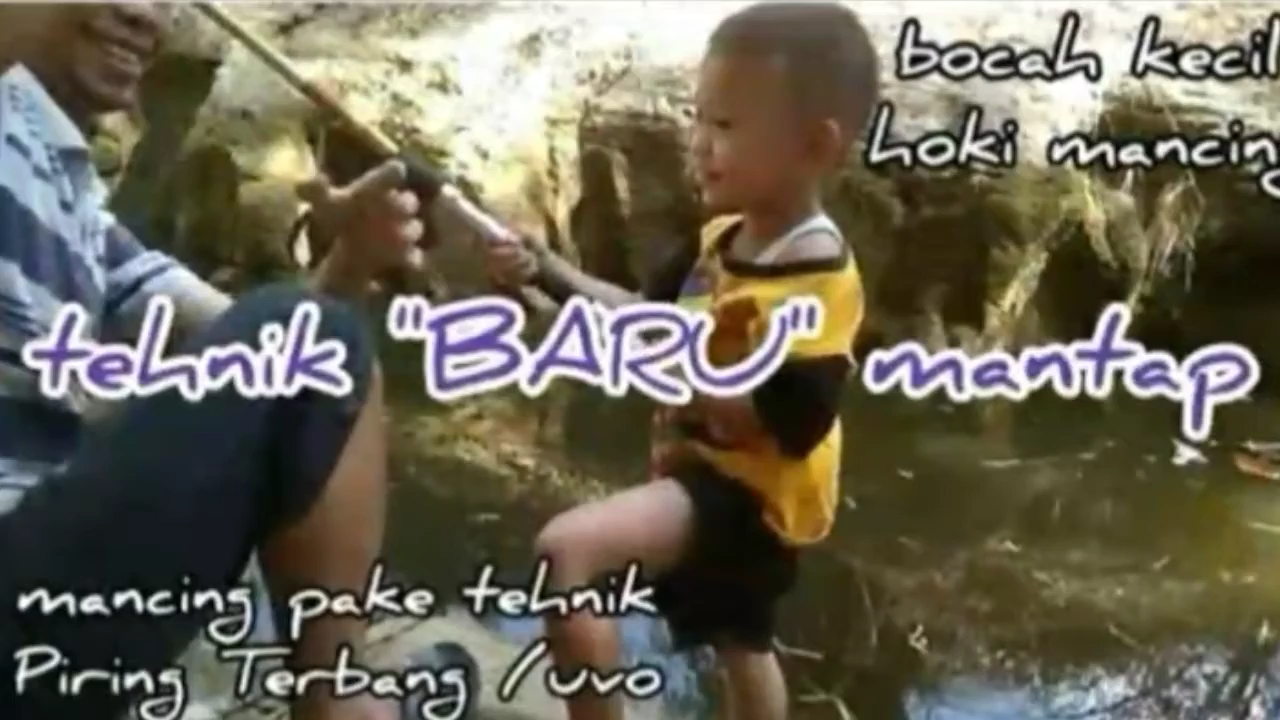 bocah kecil
hoki mancing
tehnik "BARU" mantap
mancing pake tehnik
Piring Terbang /uvo